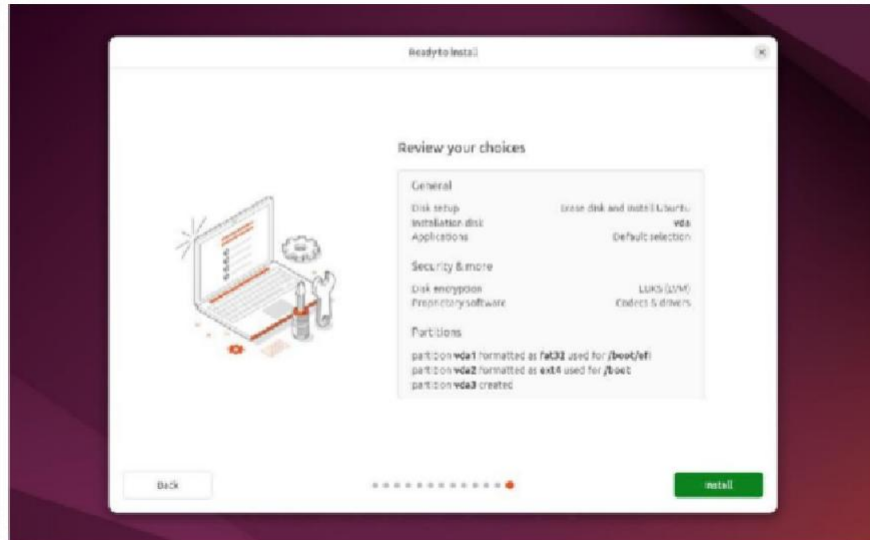 Ready to install
Review your choices
General
Disk setup Erase disk and install Ubuntu
Installation disk vda
Applications Default selection
Security & more
Disk encryption LUKS (LVM)
Proprietary software Codecs & drivers
Partitions
partition vda1 formatted as fat32 used for /boot/efi
partition vda2 formatted as ext4 used for /boot
partition vda3 created
Back
Install